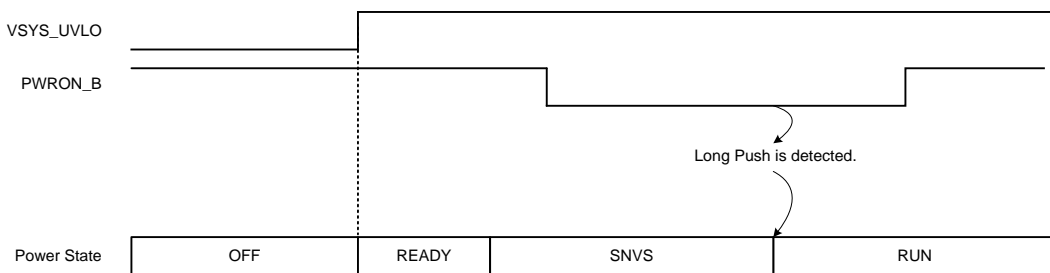 VSYS_UVLO
PWRON_B
Long Push is detected.
Power State OFF READY SNVS RUN